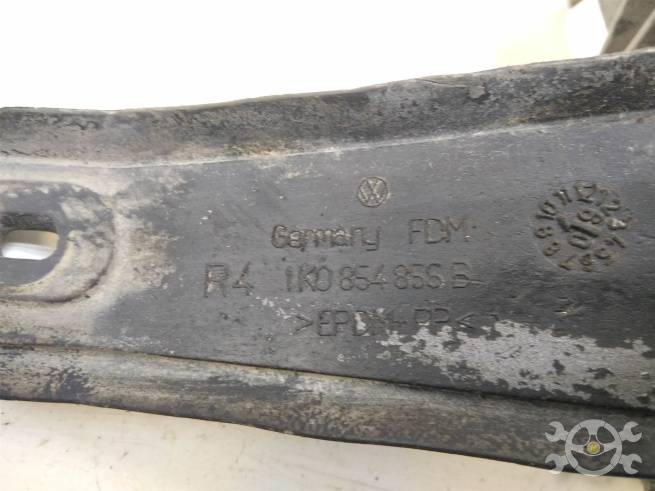 Germany FDM
R4 1K0 854 856 B
>EPDM+PP<